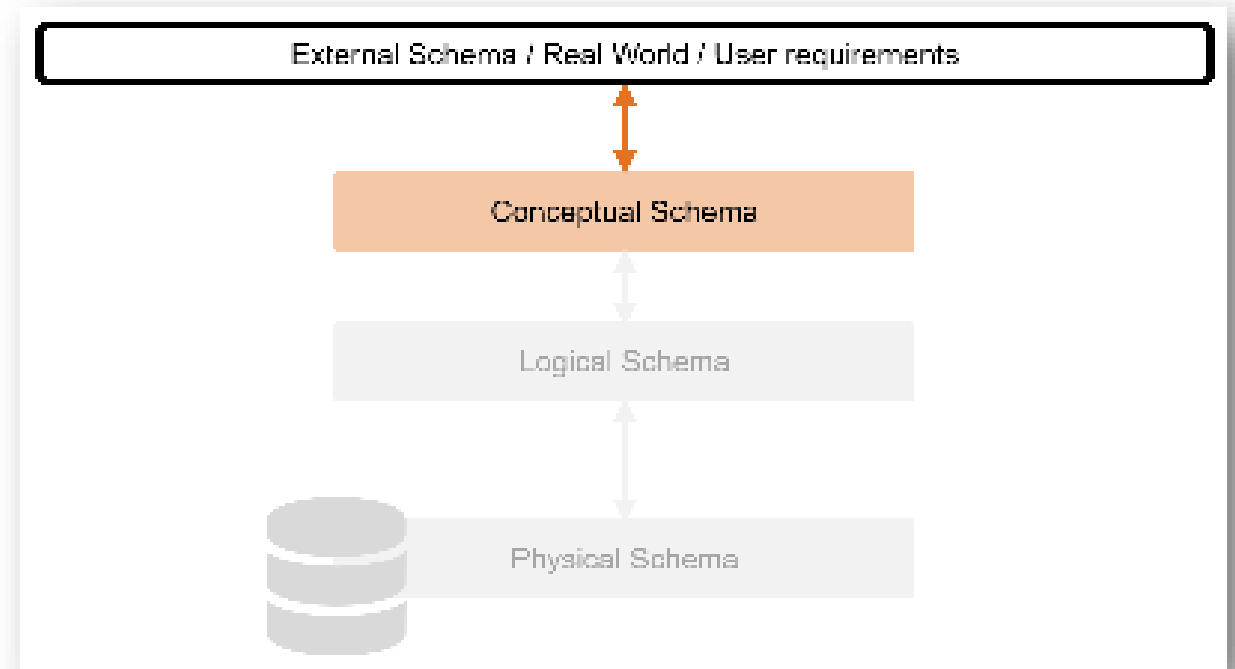 External Schema / Real World / User requirements
Conceptual Schema
Logical Schema
Physical Schema